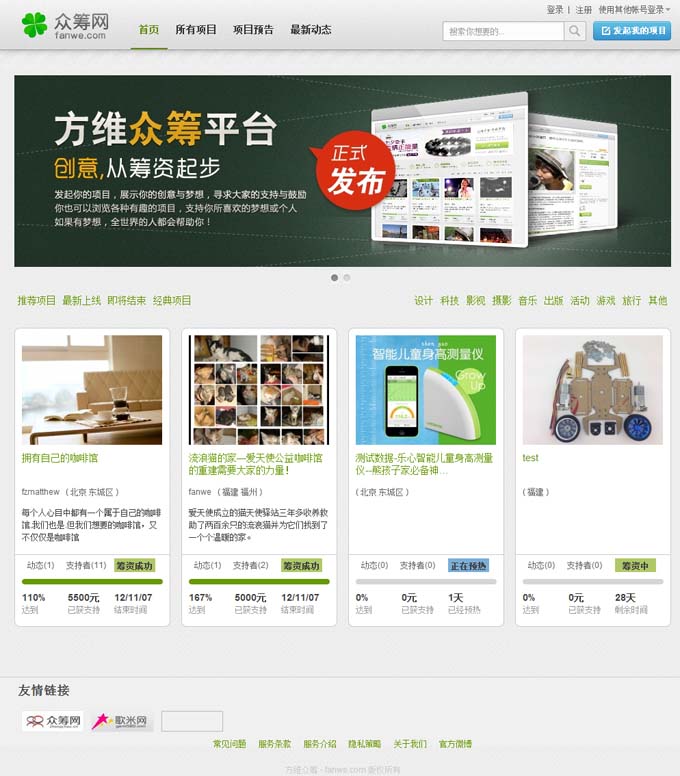 登录 | 注册 使用其他帐号登录
众筹网
fanwe.com
首页 所有项目 项目预告 最新动态
搜索你想要的...
发起我的项目
方维众筹平台
创意,从筹资起步
发起你的项目，展示你的创意与梦想，寻求大家的支持与鼓励
你也可以浏览各种有趣的项目，支持你所喜欢的梦想或个人
如果有梦想，全世界的人都会帮助你！
正式
发布
推荐项目 最新上线 即将结束 经典项目
设计 科技 影视 摄影 音乐 出版 活动 游戏 旅行 其他
拥有自己的咖啡馆
fzmatthew （北京 东城区）
每个人心目中都有一个属于自己的咖啡
馆.我们也是.但我们想要的咖啡馆，又
不仅仅是咖啡馆
动态(1) 支持者(11) 筹资成功
110% 5500元 12/11/07
达到 已获支持 结束时间
流浪猫的家—爱天使公益咖啡馆
的重建需要大家的力量！
fanwe （福建 福州）
爱天使成立的猫天使驿站三年多收养救
助了两百余只的流浪猫并为它们找到了
一个个温暖的家。
动态(1) 支持者(2) 筹资成功
167% 5000元 12/11/07
达到 已获支持 结束时间
shen gao
智能儿童身高测量仪
Grow
Up
测试数据-乐心智能儿童身高测量
仪--熊孩子家必备神...
（北京 东城区）
动态(0) 支持者(0) 正在预热
0% 0元 1天
达到 已获支持 已经预热
test
（福建 ）
动态(0) 支持者(0) 筹资中
0% 0元 28天
达到 已获支持 剩余时间
友情链接
众筹网
歌米网
常见问题 服务条款 服务介绍 隐私策略 关于我们 官方微博
方维众筹 - fanwe.com 版权所有